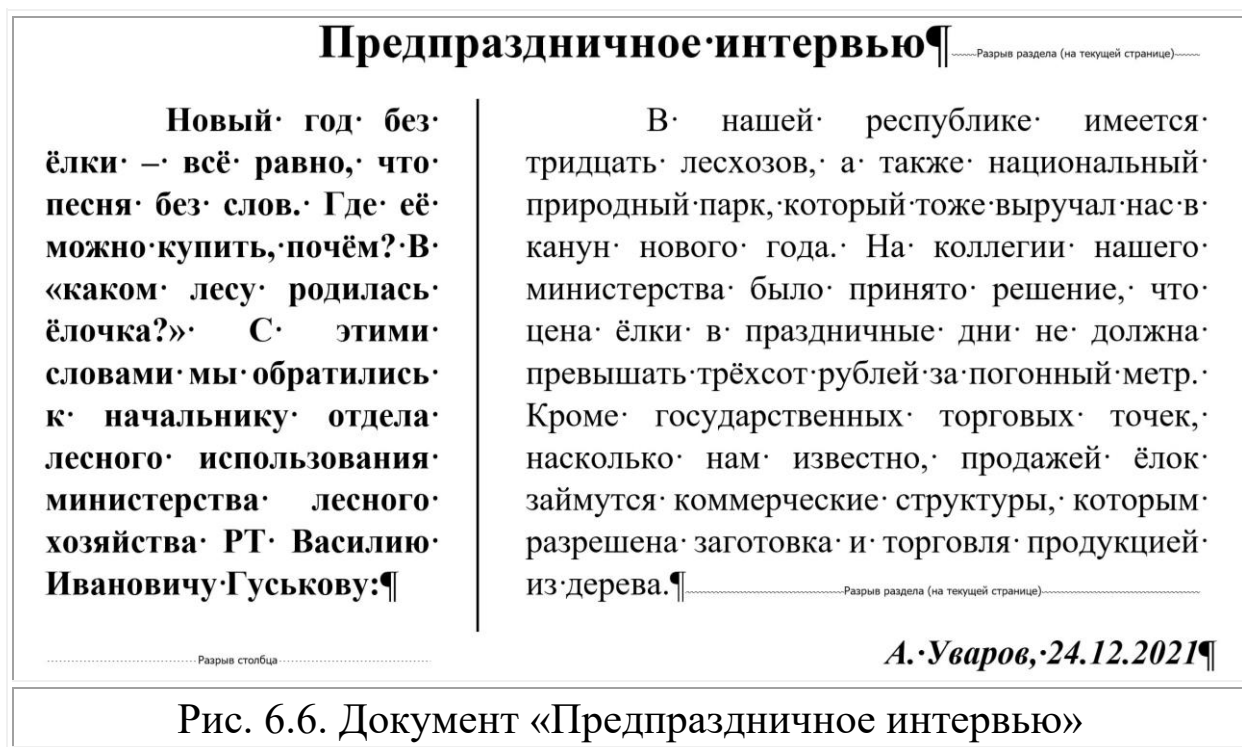 Предпраздничное·интервью¶ Разрыв раздела (на текущей странице)
Новый· год· без·
ёлки· –· всё· равно,· что·
песня· без· слов.· Где· её·
можно·купить,·почём?·В·
«каком· лесу· родилась·
ёлочка?»· С· этими·
словами·мы·обратились·
к· начальнику· отдела·
лесного· использования·
министерства· лесного·
хозяйства· РТ· Василию·
Ивановичу·Гуськову:¶
Разрыв столбца
В· нашей· республике· имеется·
тридцать· лесхозов,· а· также· национальный·
природный·парк,·который·тоже·выручал·нас·в·
канун· нового· года.· На· коллегии· нашего·
министерства· было· принято· решение,· что·
цена· ёлки· в· праздничные· дни· не· должна·
превышать·трёхсот·рублей·за·погонный·метр.·
Кроме· государственных· торговых· точек,·
насколько· нам· известно,· продажей· ёлок·
займутся· коммерческие· структуры,· которым·
разрешена· заготовка· и· торговля· продукцией·
из·дерева.¶ Разрыв раздела (на текущей странице)
А.·Уваров,·24.12.2021¶
Рис. 6.6. Документ «Предпраздничное интервью»